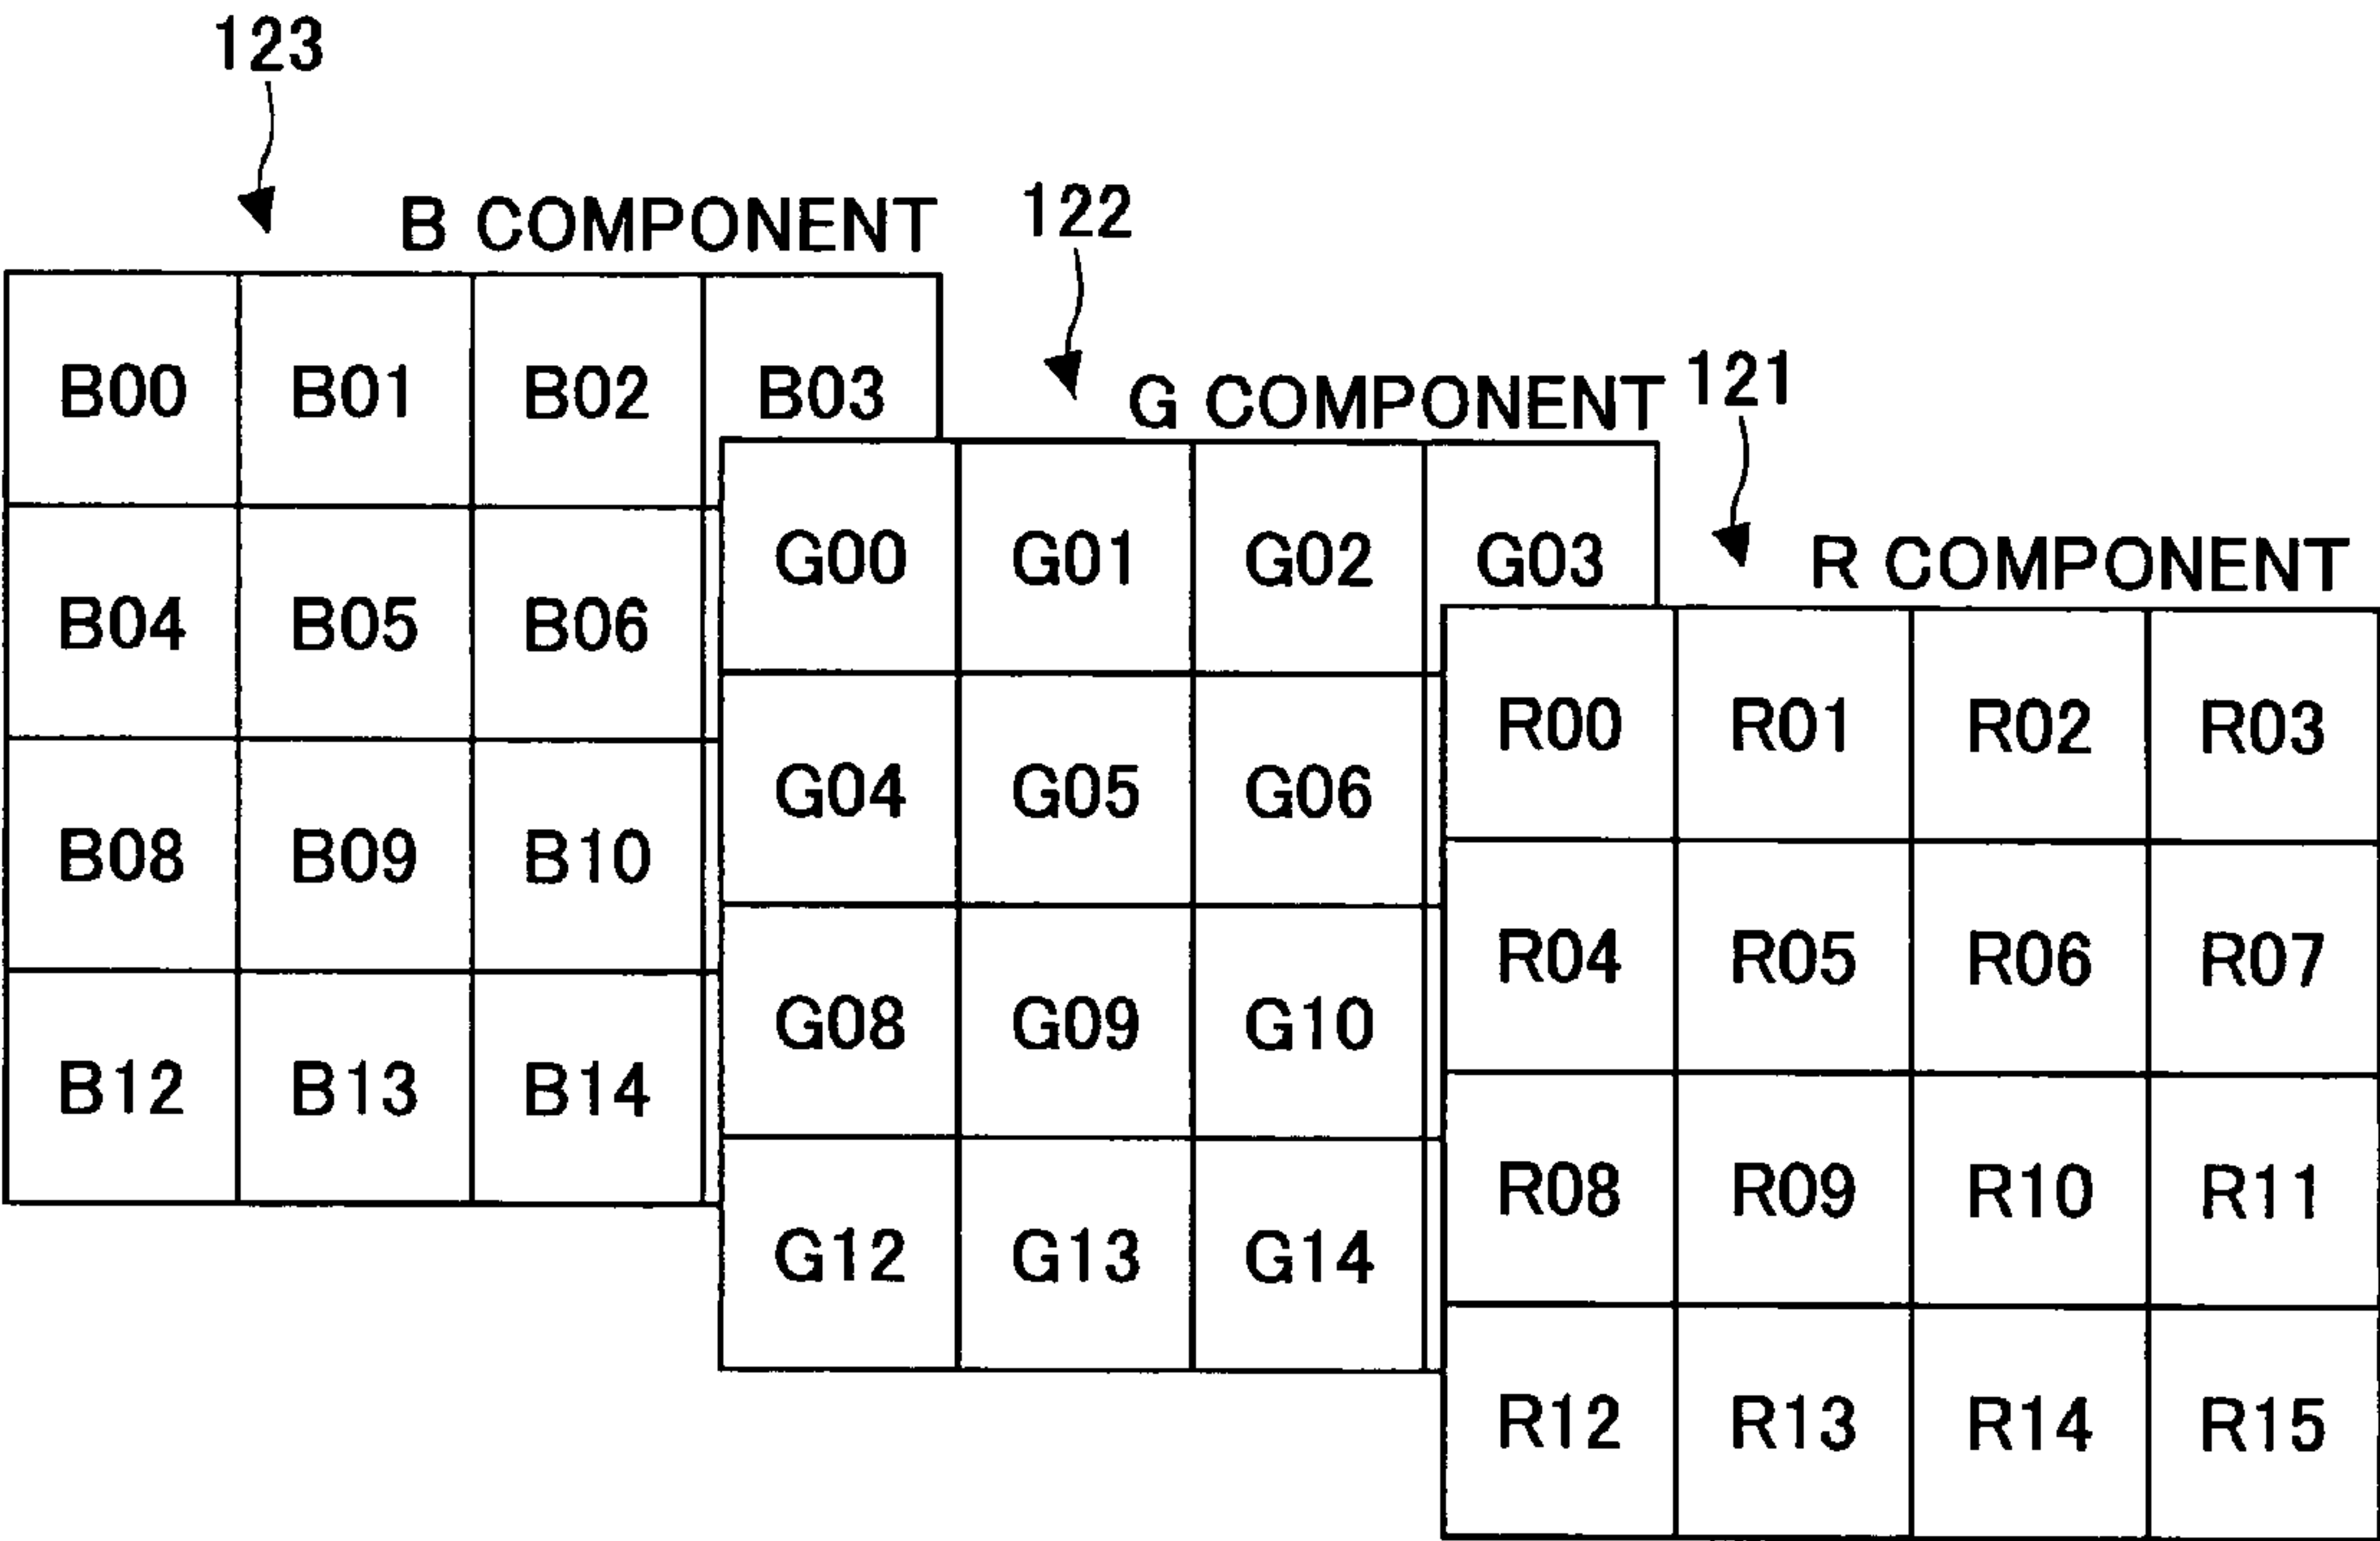 123
B COMPONENT
122
G COMPONENT
121
R COMPONENT
B00 B01 B02 B03
B04 B05 B06
B08 B09 B10
B12 B13 B14
G00 G01 G02 G03
G04 G05 G06
G08 G09 G10
G12 G13 G14
R00 R01 R02 R03
R04 R05 R06 R07
R08 R09 R10 R11
R12 R13 R14 R15